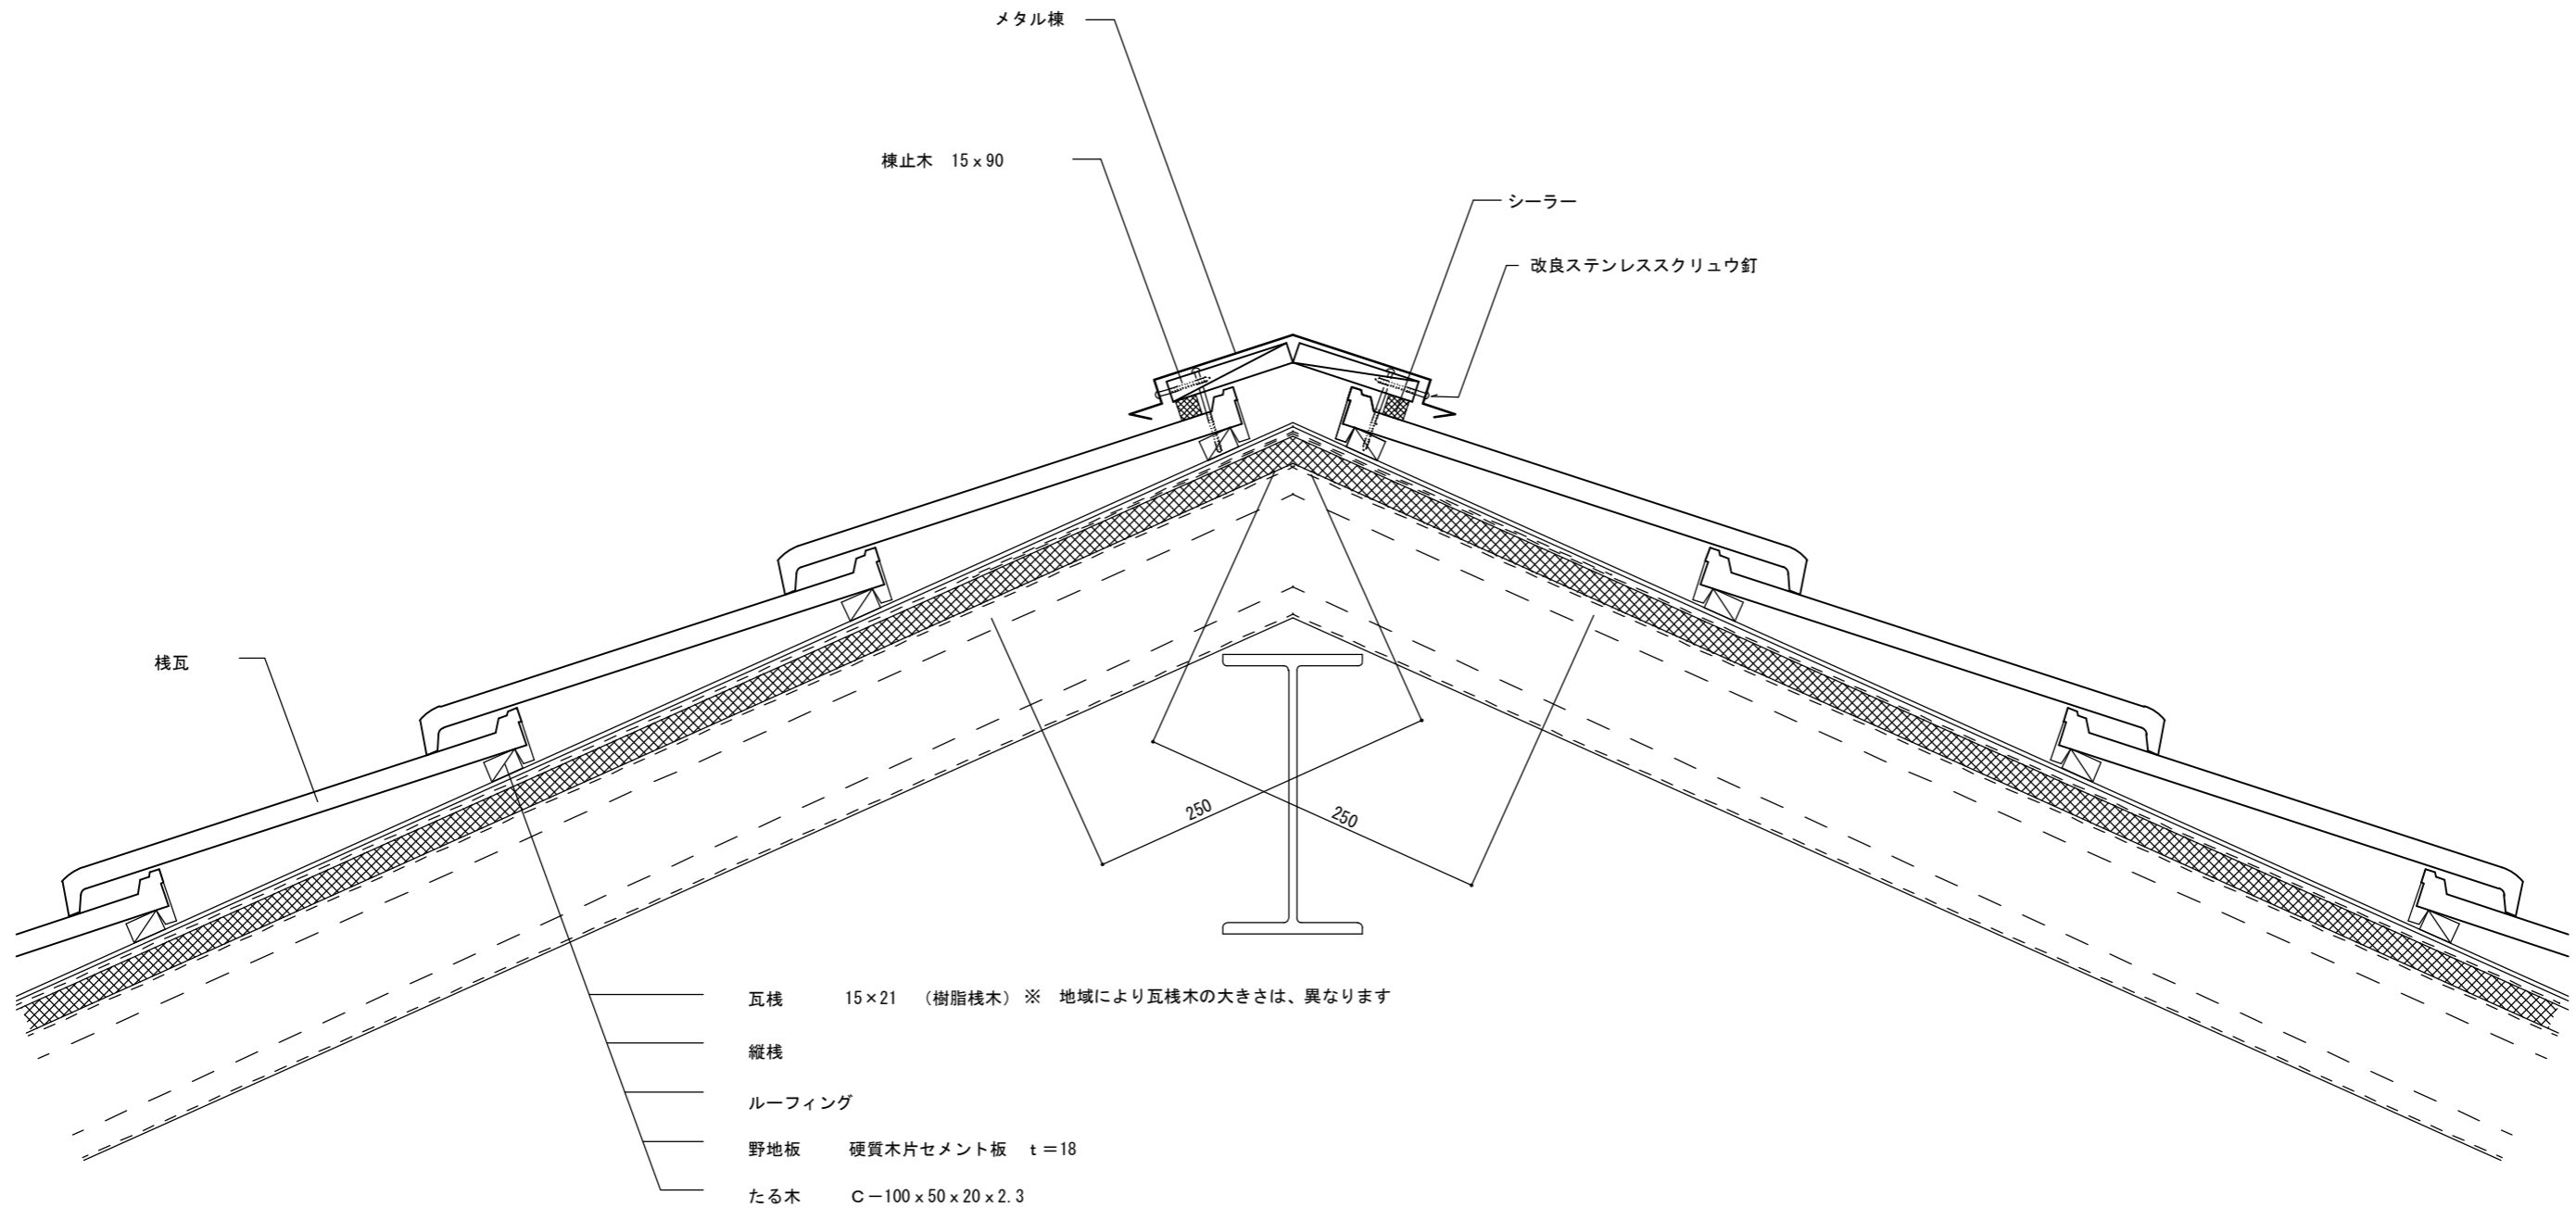 メタル棟
棟止木 15x90
シーラー
改良ステンレススクリュウ釘
桟瓦
250
250
瓦桟 15×21 (樹脂桟木) ※ 地域により瓦桟木の大きさは、異なります
縦桟
ルーフィング
野地板 硬質木片セメント板 t=18
たる木 C-100x50x20x2.3